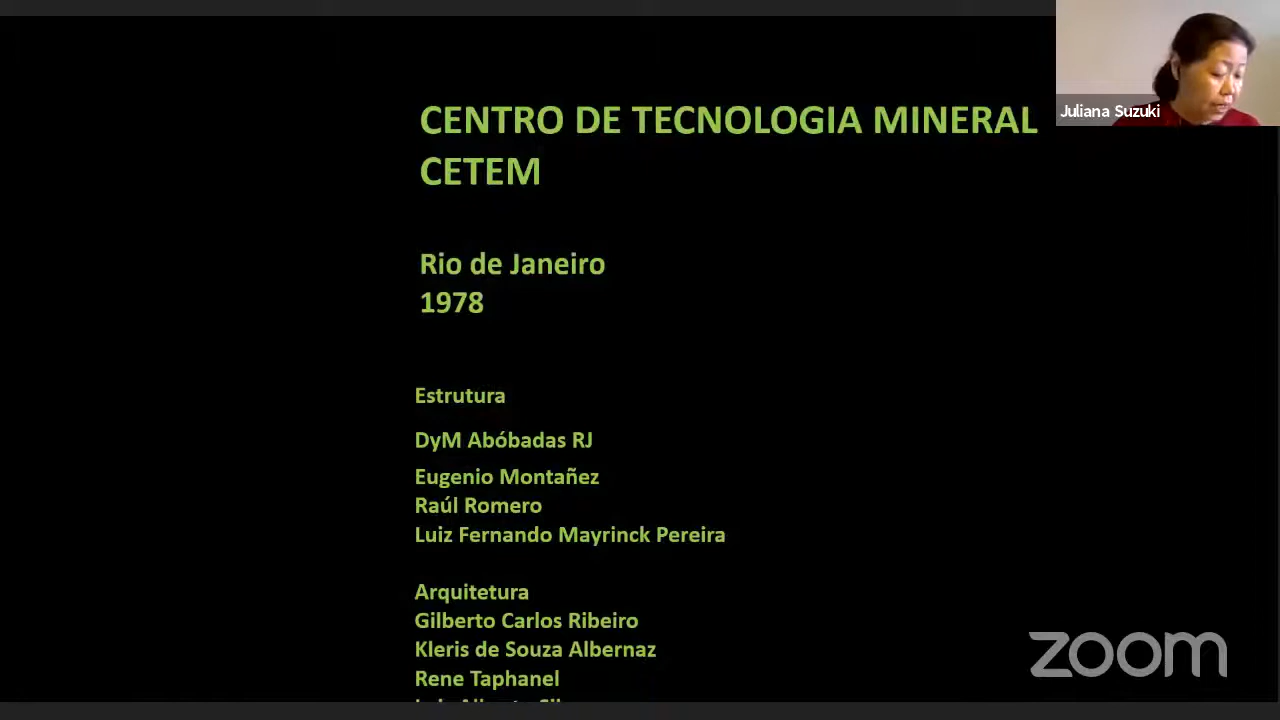 CENTRO DE TECNOLOGIA MINERAL
CETEM
Juliana Suzuki
Rio de Janeiro
1978
Estrutura
DyM Abóbadas RJ
Eugenio Montañez
Raúl Romero
Luiz Fernando Mayrinck Pereira
Arquitetura
Gilberto Carlos Ribeiro
Kleris de Souza Albernaz
Rene Taphanel
zoom